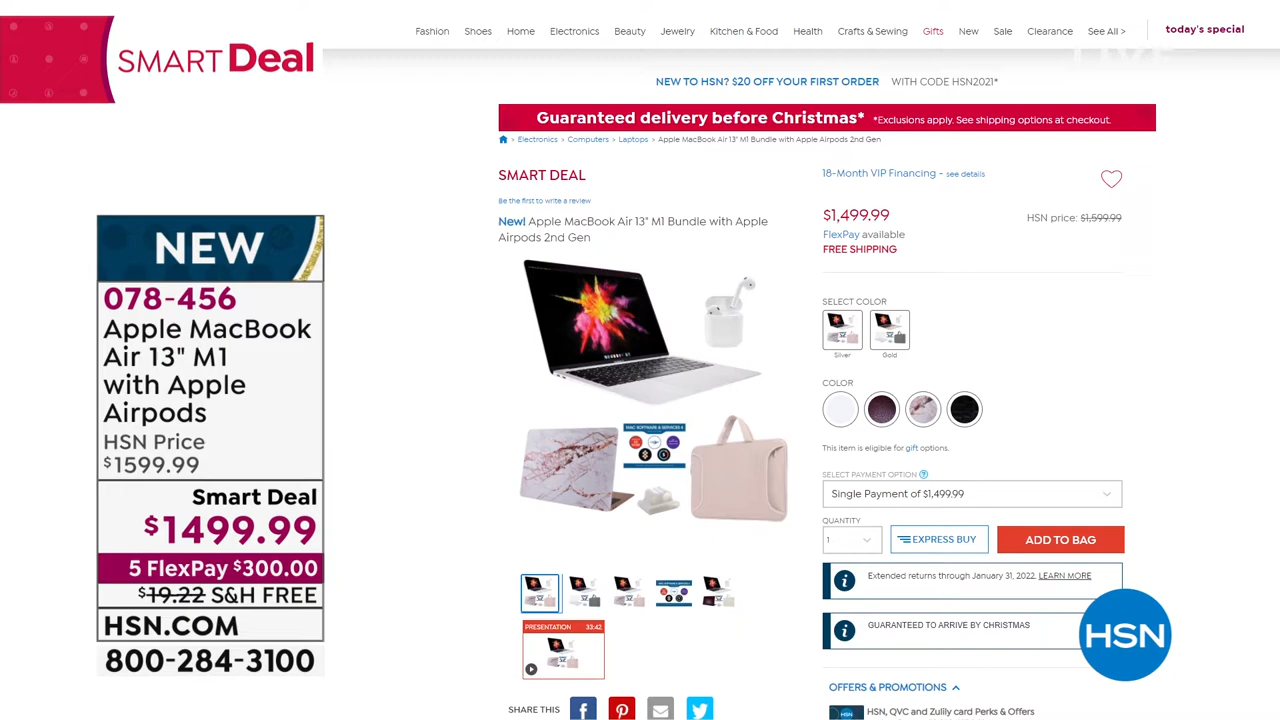 SMART Deal
Fashion Shoes Home Electronics Beauty Jewelry Kitchen & Food Health Crafts & Sewing Gifts New Sale Clearance See All > today's special
NEW TO HSN? $20 OFF YOUR FIRST ORDER WITH CODE HSN2021*
Guaranteed delivery before Christmas* *Exclusions apply. See shipping options at checkout.
> Electronics > Computers > Laptops > Apple MacBook Air 13" M1 Bundle with Apple Airpods 2nd Gen
SMART DEAL
Be the first to write a review
New! Apple MacBook Air 13" M1 Bundle with Apple
Airpods 2nd Gen
MAC SOFTWARE & SERVICES
18-Month VIP Financing - see details
$1,499.99
HSN price: $1,599.99
FlexPay available
FREE SHIPPING
SELECT COLOR
Silver Gold
COLOR
This item is eligible for gift options.
SELECT PAYMENT OPTION ?
Single Payment of $1,499.99
QUANTITY
1
EXPRESS BUY
ADD TO BAG
Extended returns through January 31, 2022. LEARN MORE
GUARANTEED TO ARRIVE BY CHRISTMAS
OFFERS & PROMOTIONS
HSN, QVC and Zulily card Perks & Offers
PRESENTATION 33:42
SHARE THIS
NEW
078-456
Apple MacBook
Air 13" M1
with Apple
Airpods
HSN Price
$1599.99
Smart Deal
$1499.99
5 FlexPay $300.00
$19.22 S&H FREE
HSN.COM
800-284-3100
HSN